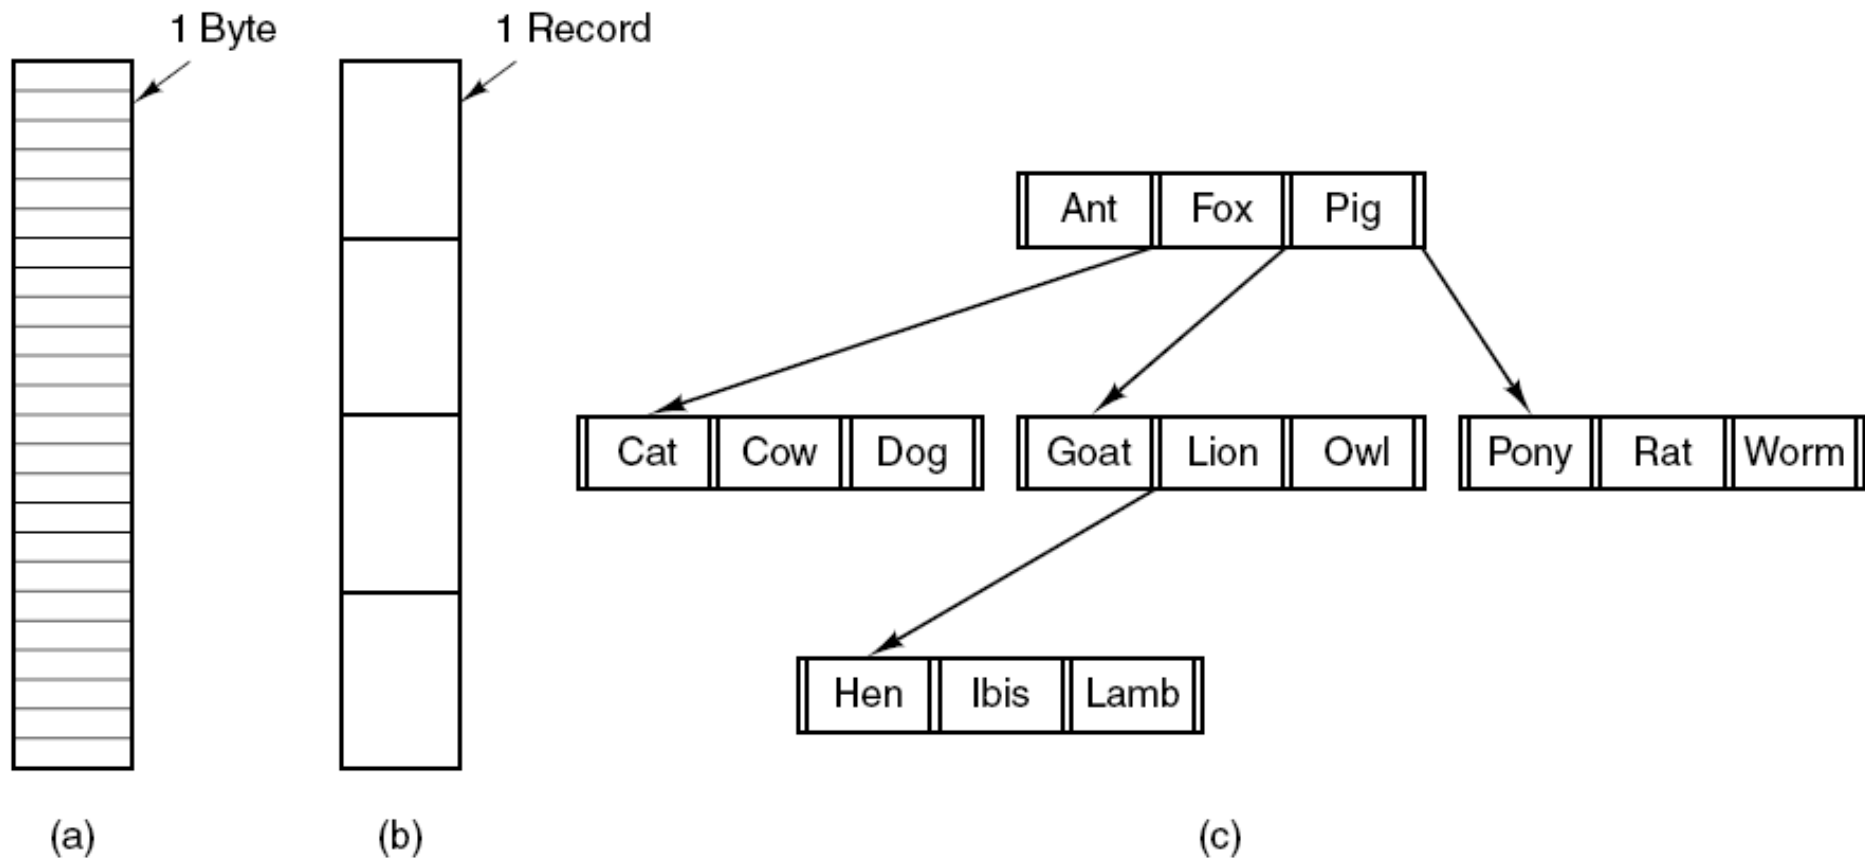 1 Byte
1 Record
Ant Fox Pig
Cat Cow Dog
Goat Lion Owl
Pony Rat Worm
Hen Ibis Lamb
(a)
(b)
(c)